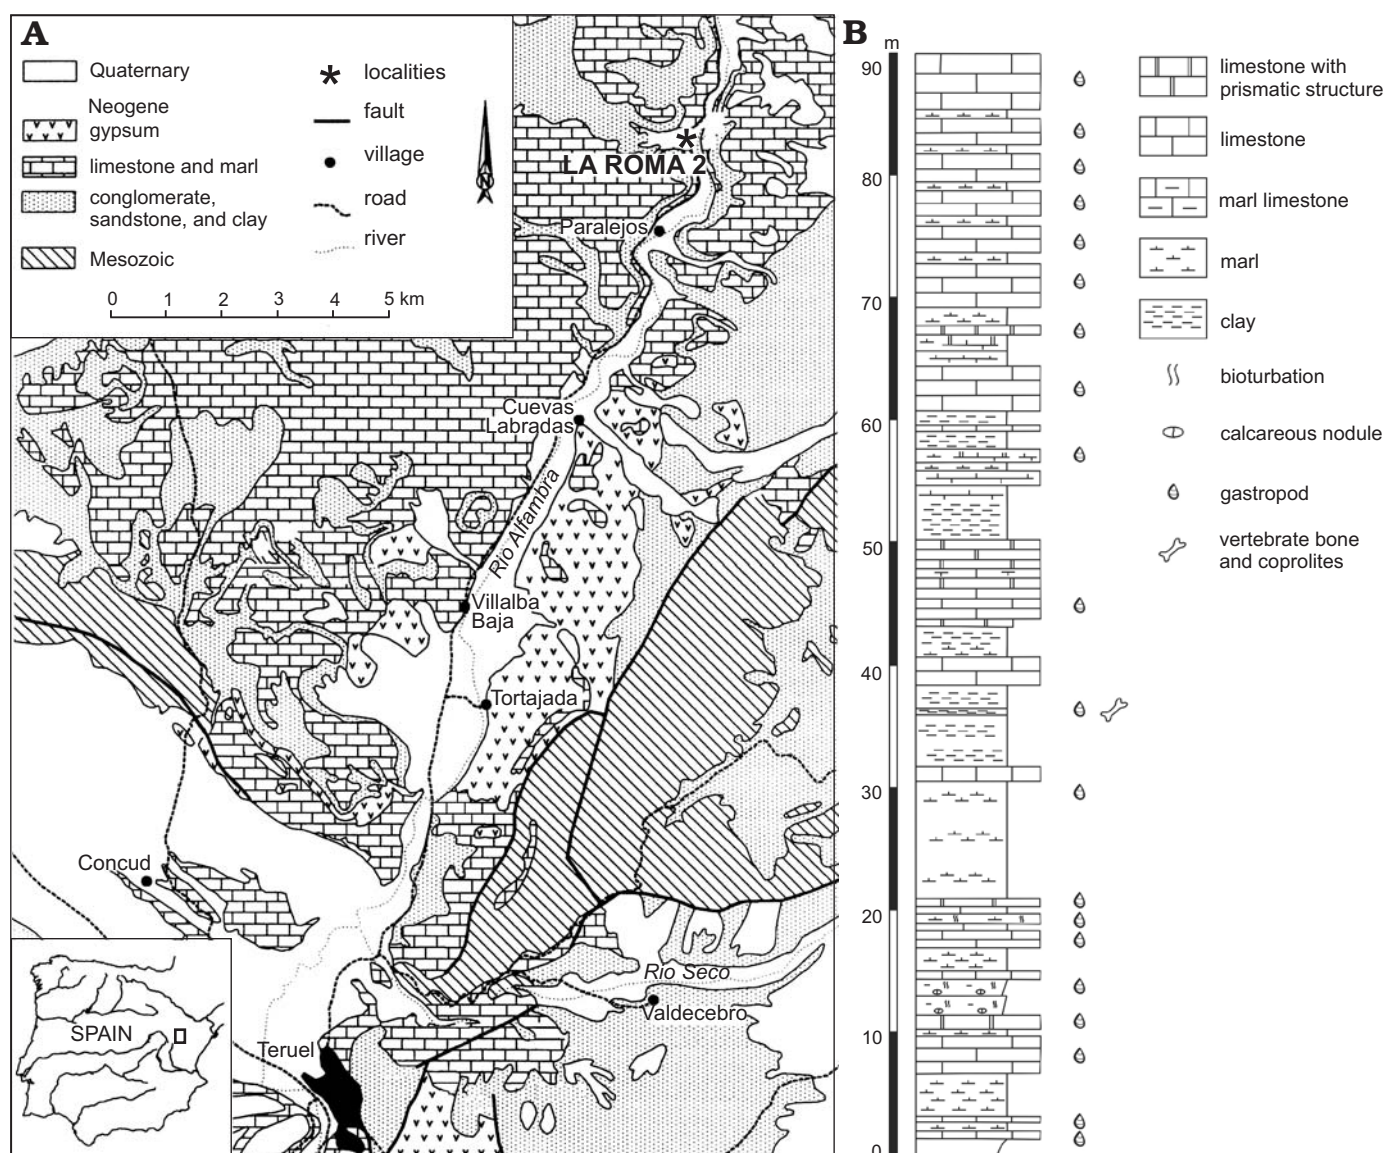 A
Quaternary
Neogene
gypsum
limestone and marl
conglomerate,
sandstone, and clay
Mesozoic
localities
fault
village
road
river
N
0 1 2 3 4 5 km
LA ROMA 2
Paralejos
Cuevas
Labradas
Rio Alfambra
Villalba
Baja
Tortajada
Concud
Rio Seco
Valdecebro
Teruel
SPAIN
B
m
90
80
70
60
50
40
30
20
10
0
limestone with
prismatic structure
limestone
marl limestone
marl
clay
bioturbation
calcareous nodule
gastropod
vertebrate bone
and coprolites